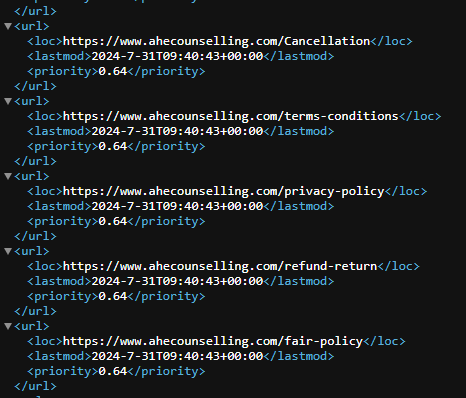 </url>
▼<url>
<loc>https://www.ahecounselling.com/Cancellation</loc>
<lastmod>2024-7-31T09:40:43+00:00</lastmod>
<priority>0.64</priority>
</url>
▼<url>
<loc>https://www.ahecounselling.com/terms-conditions</loc>
<lastmod>2024-7-31T09:40:43+00:00</lastmod>
<priority>0.64</priority>
</url>
▼<url>
<loc>https://www.ahecounselling.com/privacy-policy</loc>
<lastmod>2024-7-31T09:40:43+00:00</lastmod>
<priority>0.64</priority>
</url>
▼<url>
<loc>https://www.ahecounselling.com/refund-return</loc>
<lastmod>2024-7-31T09:40:43+00:00</lastmod>
<priority>0.64</priority>
</url>
▼<url>
<loc>https://www.ahecounselling.com/fair-policy</loc>
<lastmod>2024-7-31T09:40:43+00:00</lastmod>
<priority>0.64</priority>
</url>